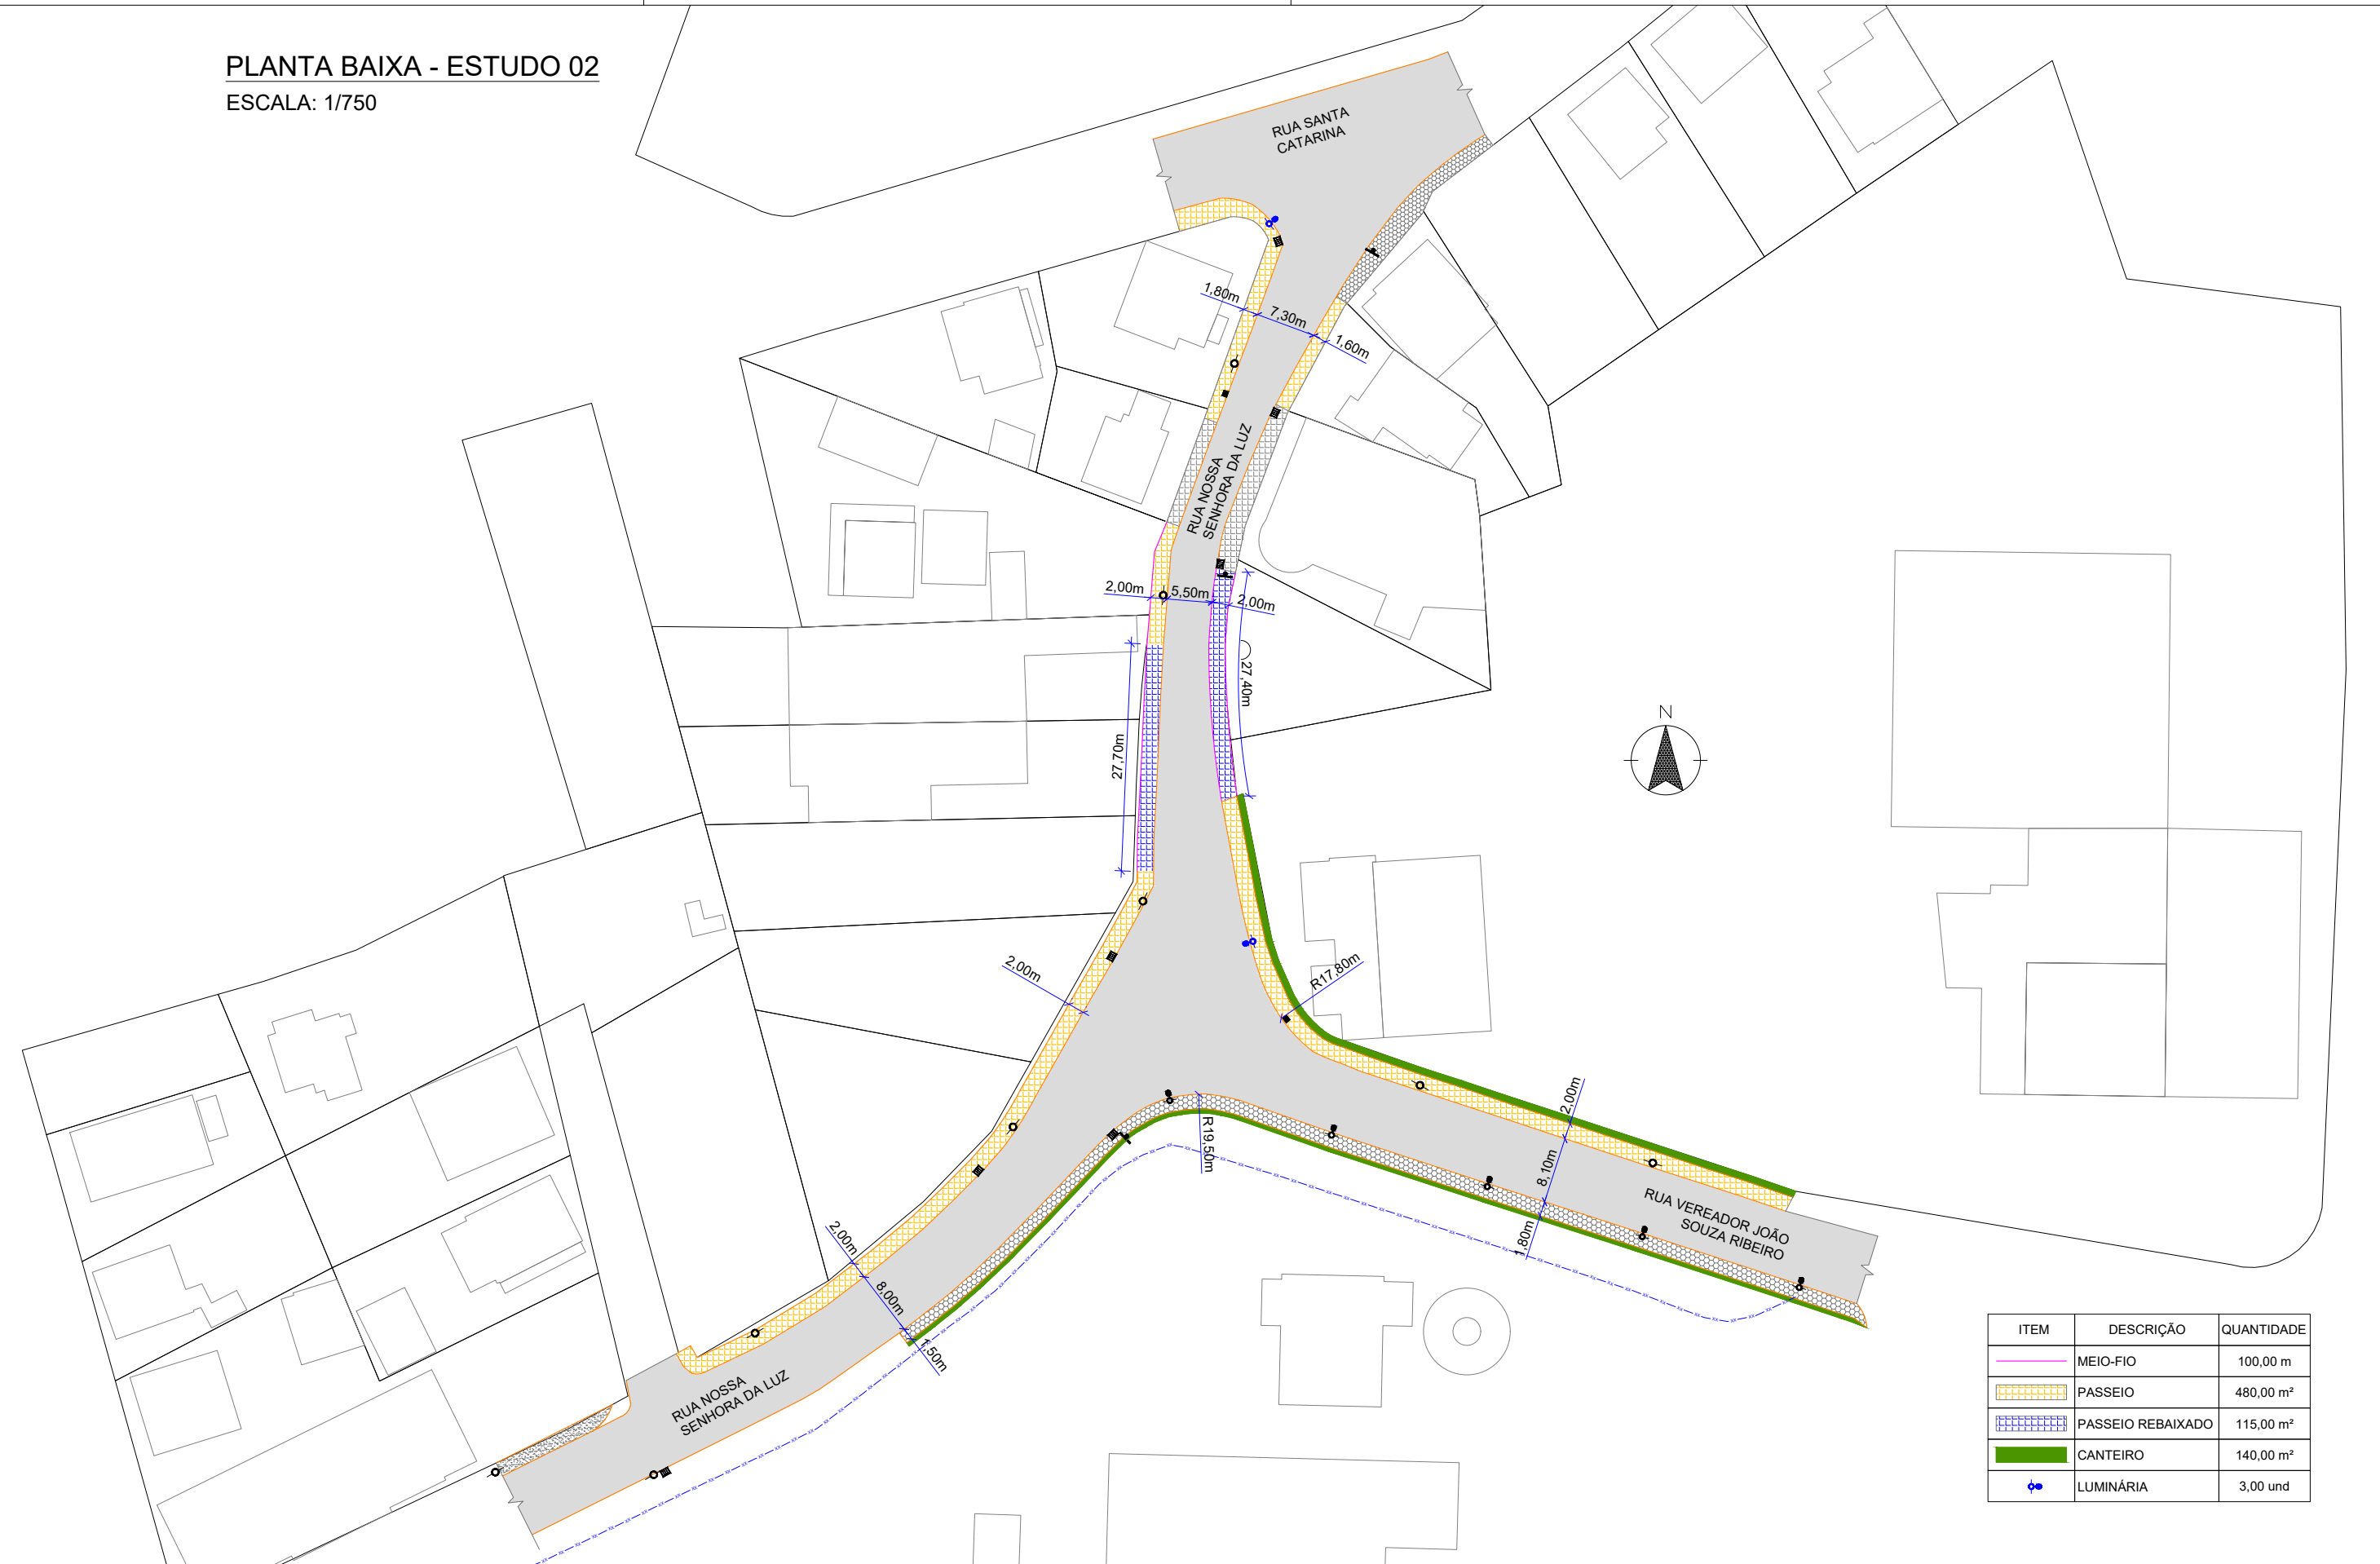 PLANTA BAIXA - ESTUDO 02
ESCALA: 1/750
RUA SANTA
CATARINA
1,80m
7,30m
1,60m
RUA NOSSA
SENHORA DA LUZ
2,00m
5,50m
2,00m
27,40m
27,70m
N
2,00m
R17,80m
R19,50m
2,00m
8,10m
1,80m
RUA VEREADOR JOÃO
SOUZA RIBEIRO
2,00m
8,00m
1,50m
RUA NOSSA
SENHORA DA LUZ
ITEM DESCRIÇÃO QUANTIDADE
MEIO-FIO 100,00 m
PASSEIO 480,00 m²
PASSEIO REBAIXADO 115,00 m²
CANTEIRO 140,00 m²
LUMINÁRIA 3,00 und